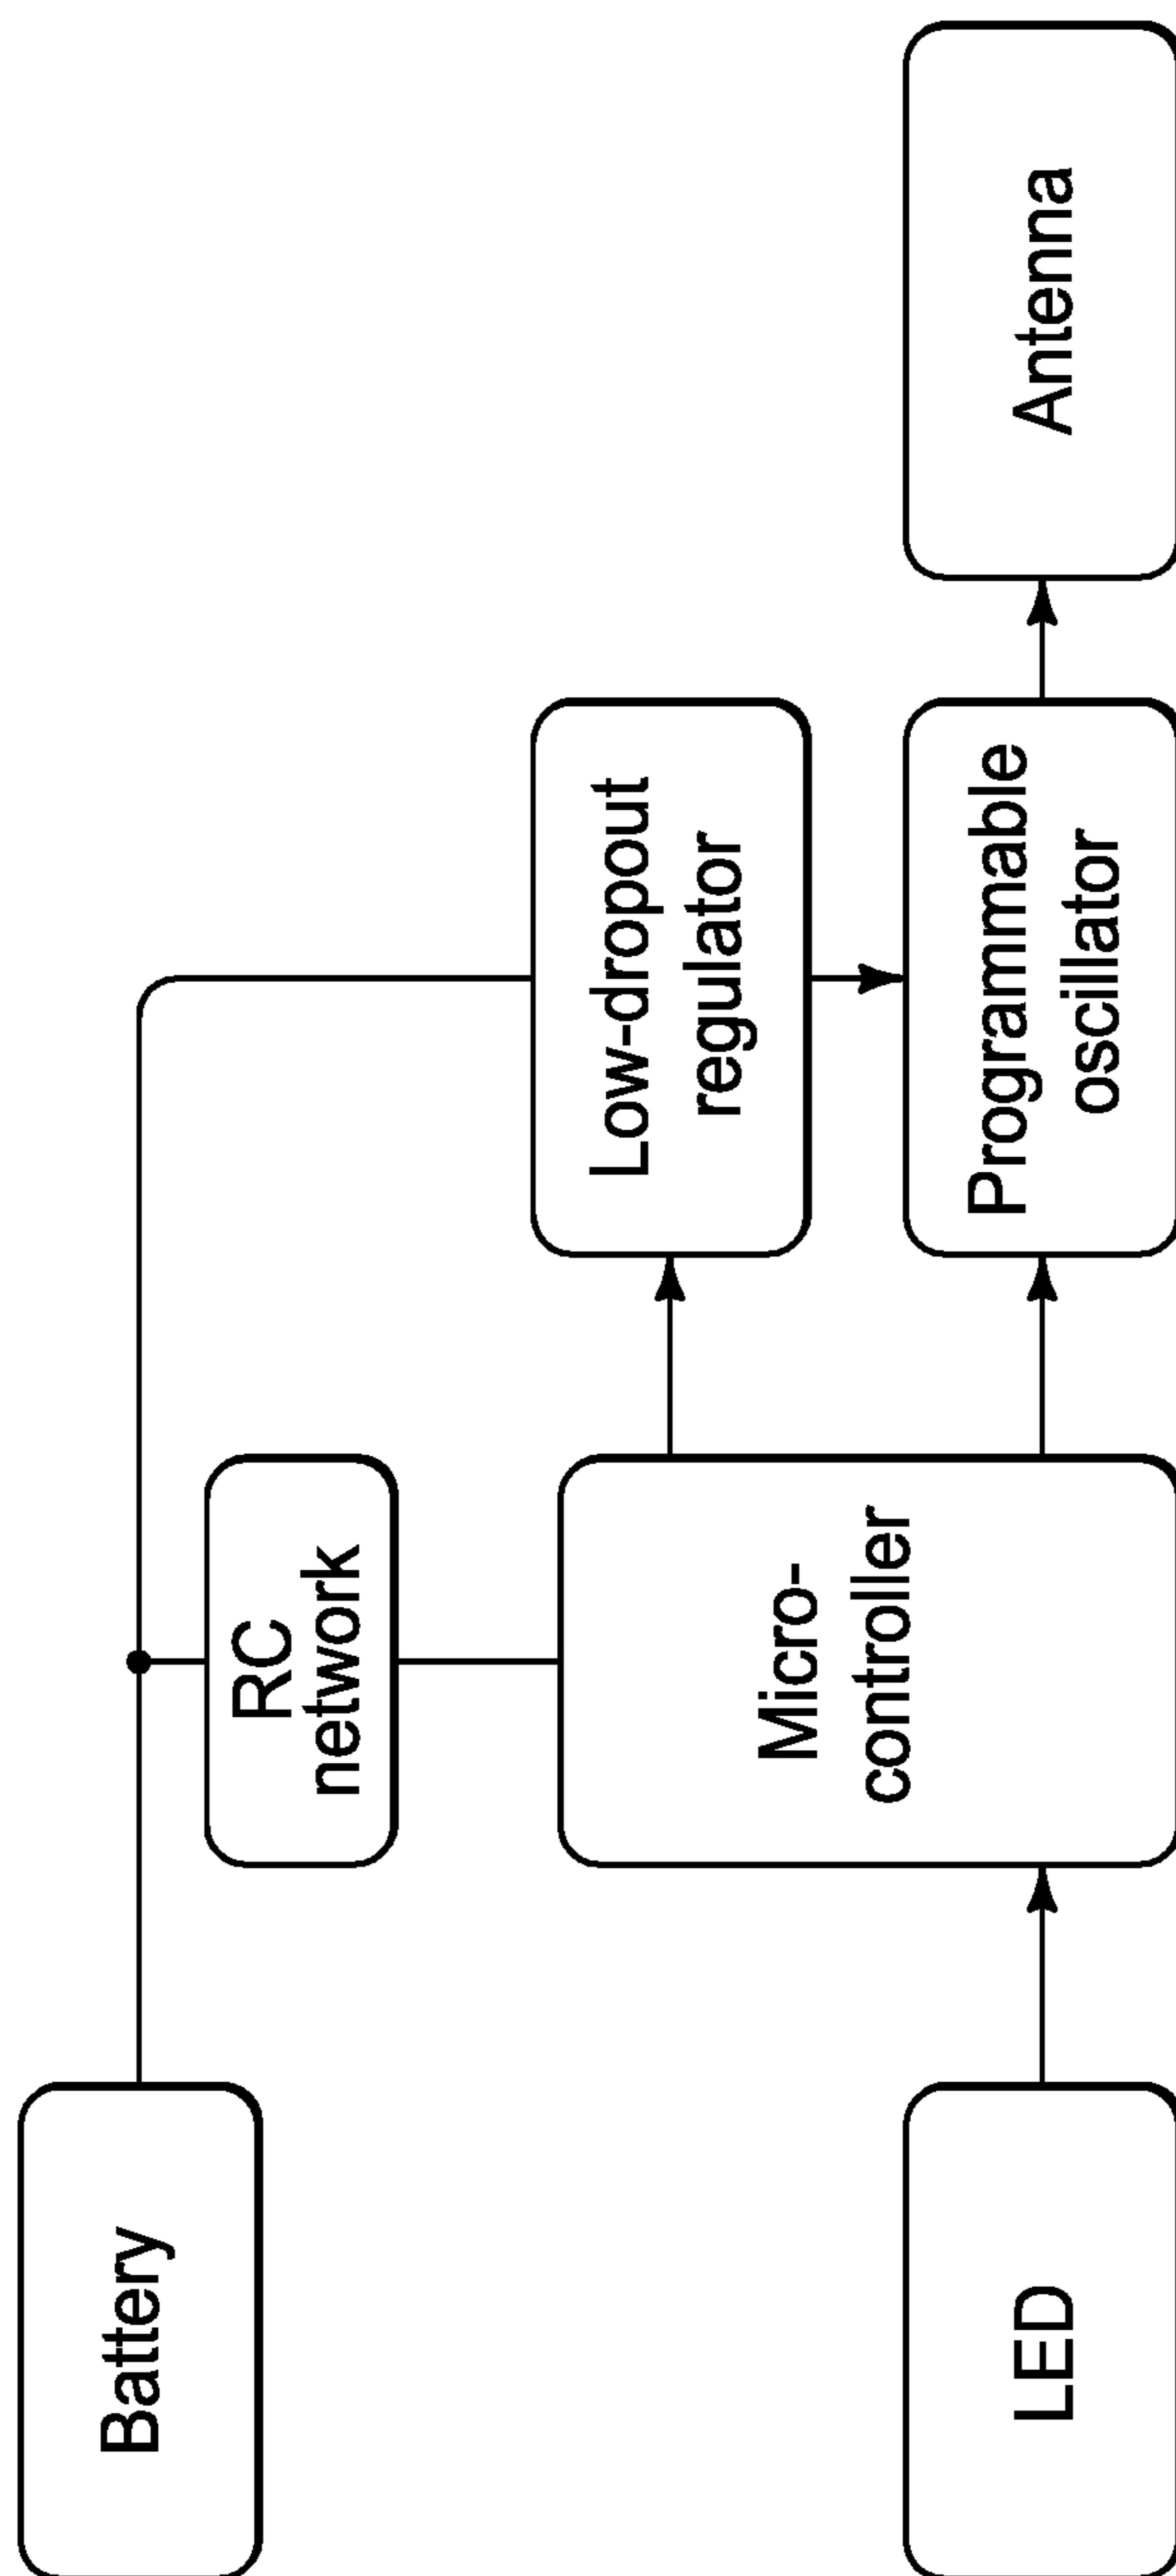 Battery
RC
network
Low-dropout
regulator
Micro-
controller
LED
Programmable
oscillator
Antenna